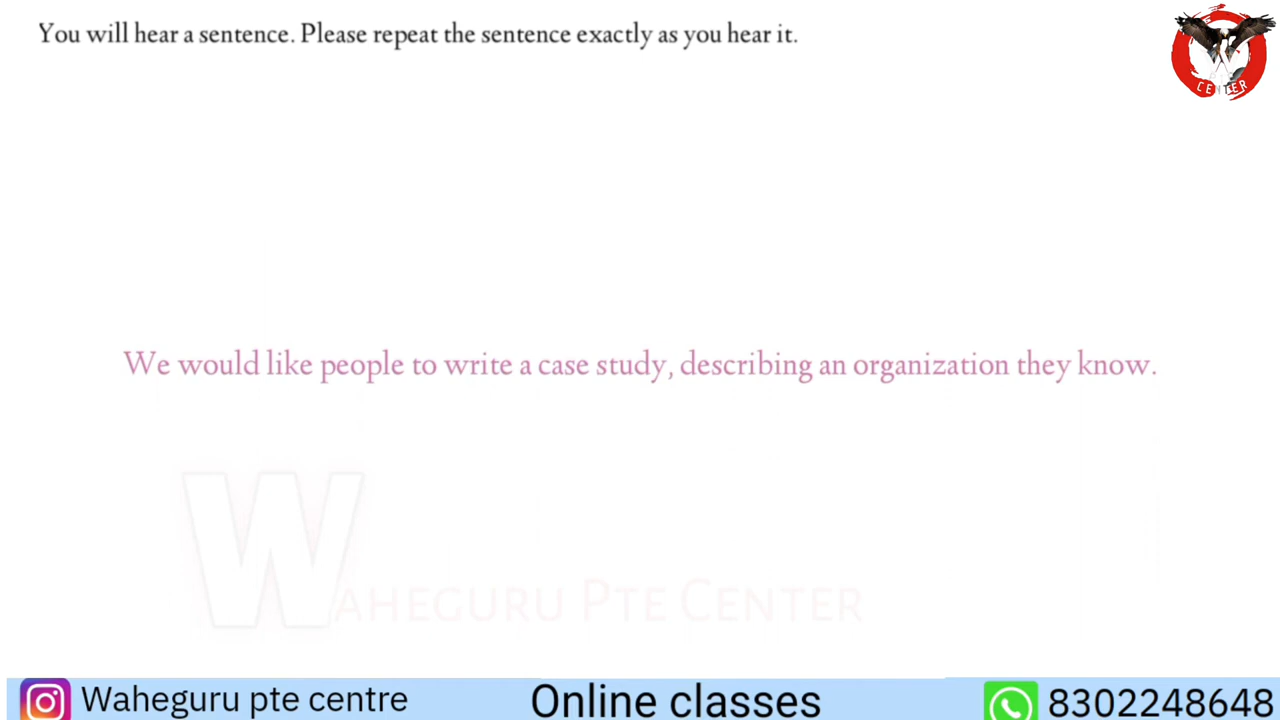 You will hear a sentence. Please repeat the sentence exactly as you hear it.
CENTER
We would like people to write a case study, describing an organization they know.
WAHEGURU PTE CENTER
Waheguru pte centre
Online classes
8302248648